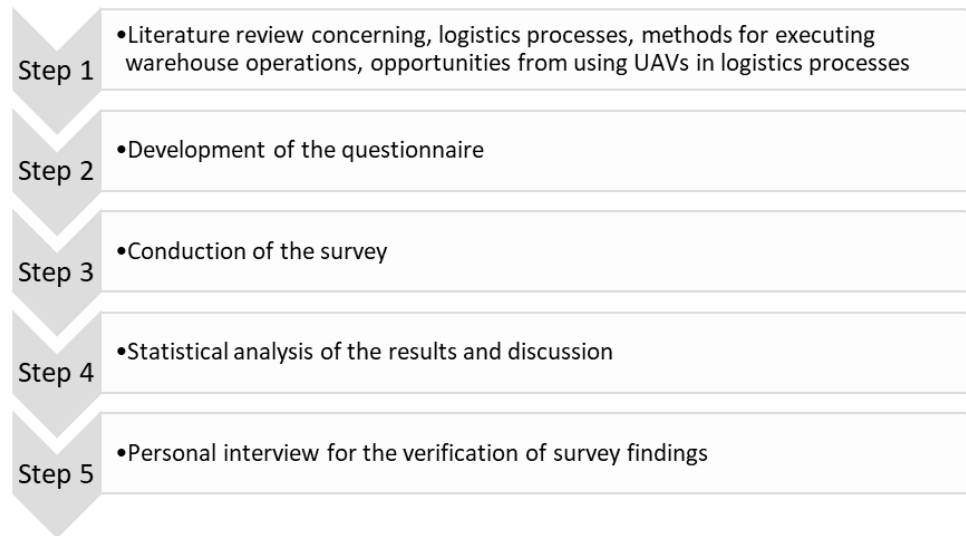 Step 1
•Literature review concerning, logistics processes, methods for executing
warehouse operations, opportunities from using UAVs in logistics processes
Step 2
•Development of the questionnaire
Step 3
•Conduction of the survey
Step 4
•Statistical analysis of the results and discussion
Step 5
•Personal interview for the verification of survey findings